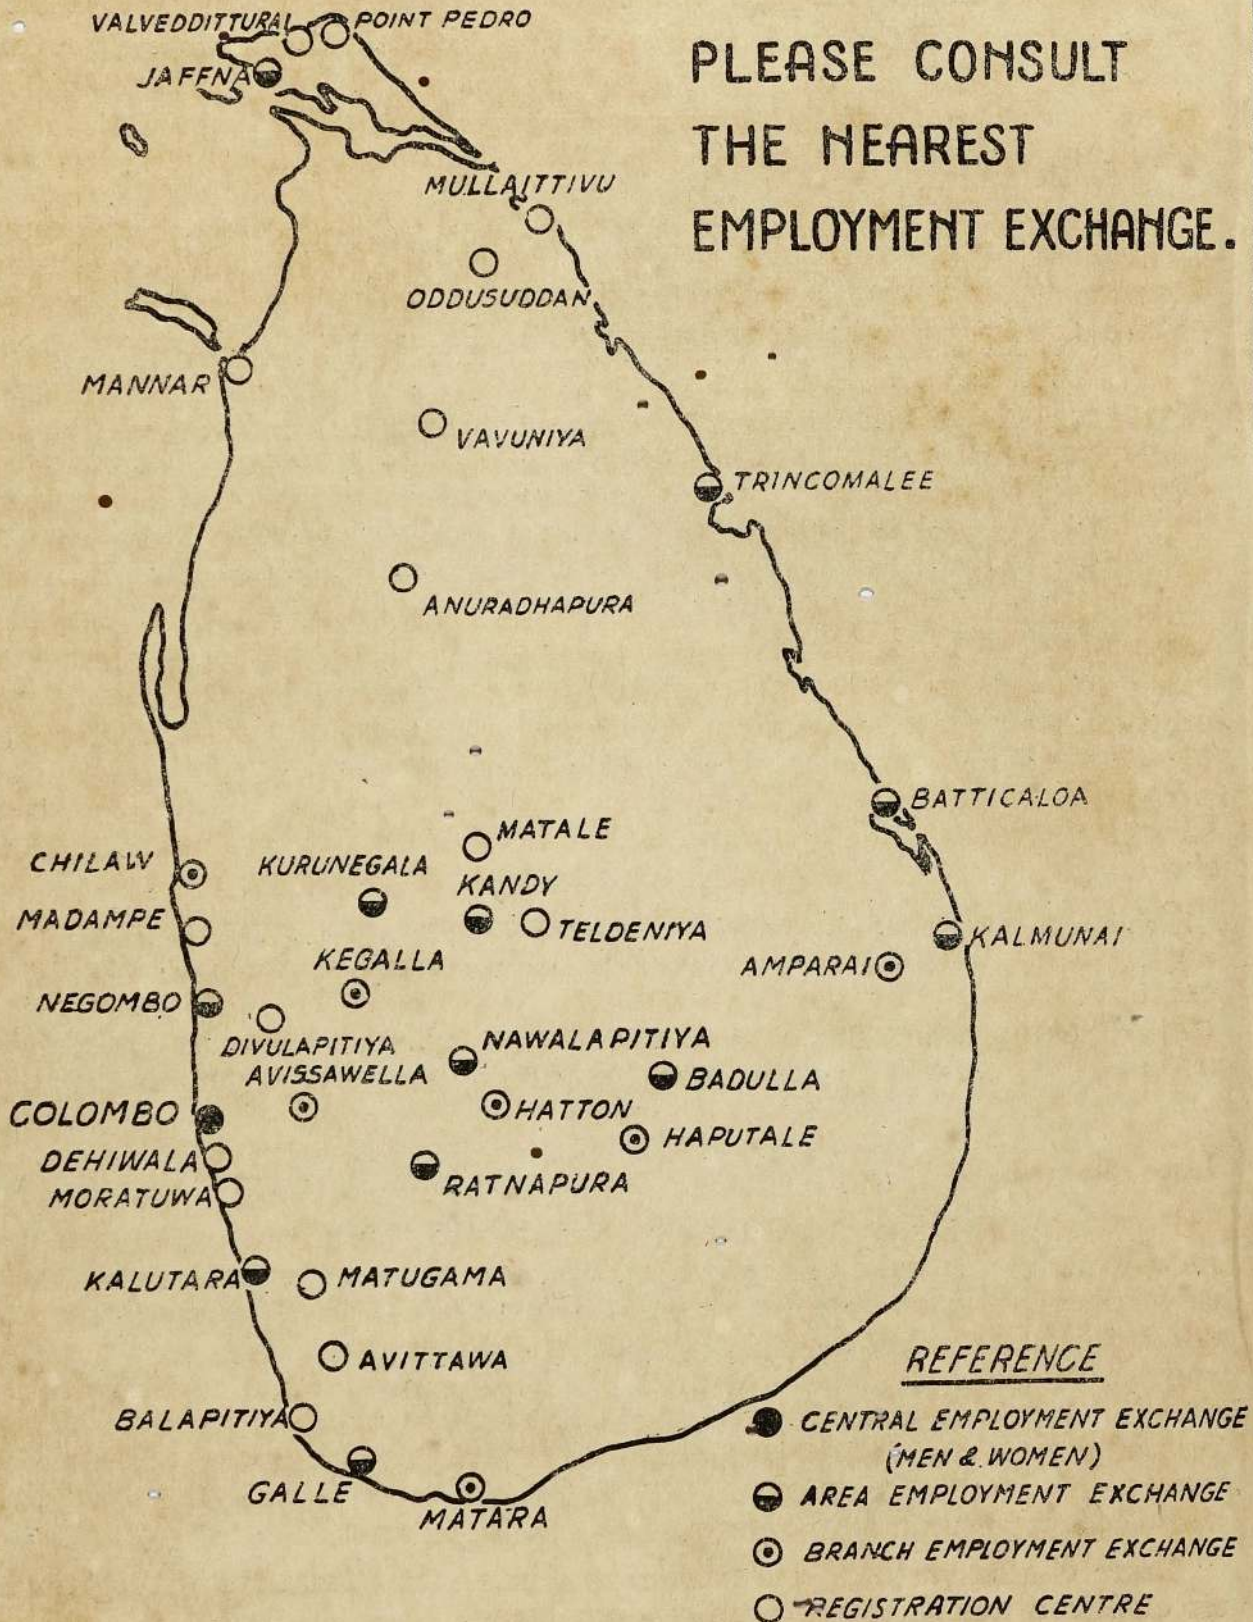 VALVEDDITTURAI
POINT PEDRO
PLEASE CONSULT
THE NEAREST
EMPLOYMENT EXCHANGE.
JAFFNA
MULLAITTIVU
ODDUSUDDAN
MANNAR
VAVUNIYA
TRINCOMALEE
ANURADHAPURA
BATTICALOA
MATALE
CHILAW
KURUNEGALA
KANDY
MADAMPE
TELDENIYA
KALMUNAI
KEGALLA
AMPARAI
NEGOMBO
DIVULAPITIYA
NAWALAPITIYA
AVISSAWELLA
BADULLA
COLOMBO
HATTON
HAPUTALE
DEHIWALA
RATNAPURA
MORATUWA
KALUTARA
MATUGAMA
AVITTAWA
BALAPITIYA
GALLE
MATARA
REFERENCE
CENTRAL EMPLOYMENT EXCHANGE
(MEN & WOMEN)
AREA EMPLOYMENT EXCHANGE
BRANCH EMPLOYMENT EXCHANGE
REGISTRATION CENTRE